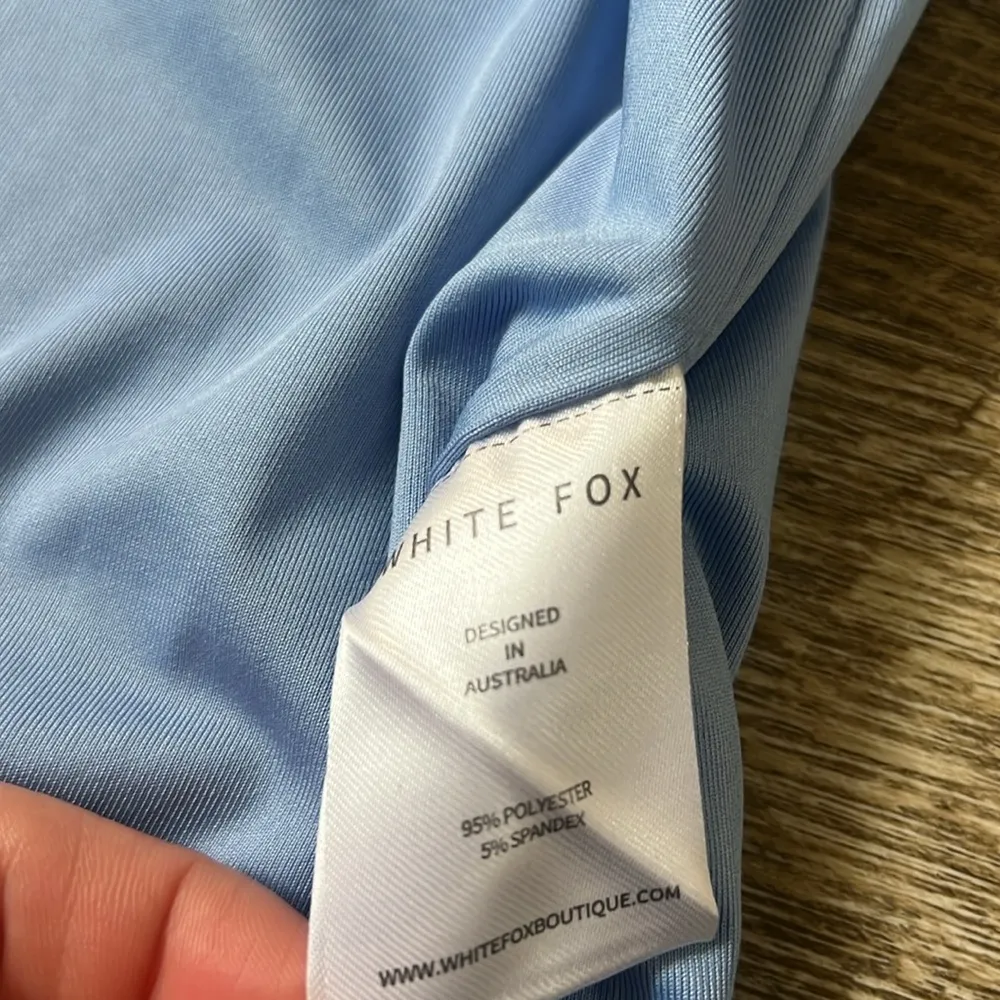 WHITE FOX
DESIGNED
IN
AUSTRALIA
95% POLYESTER
5% SPANDEX
WWW.WHITEFOXBOUTIQUE.COM